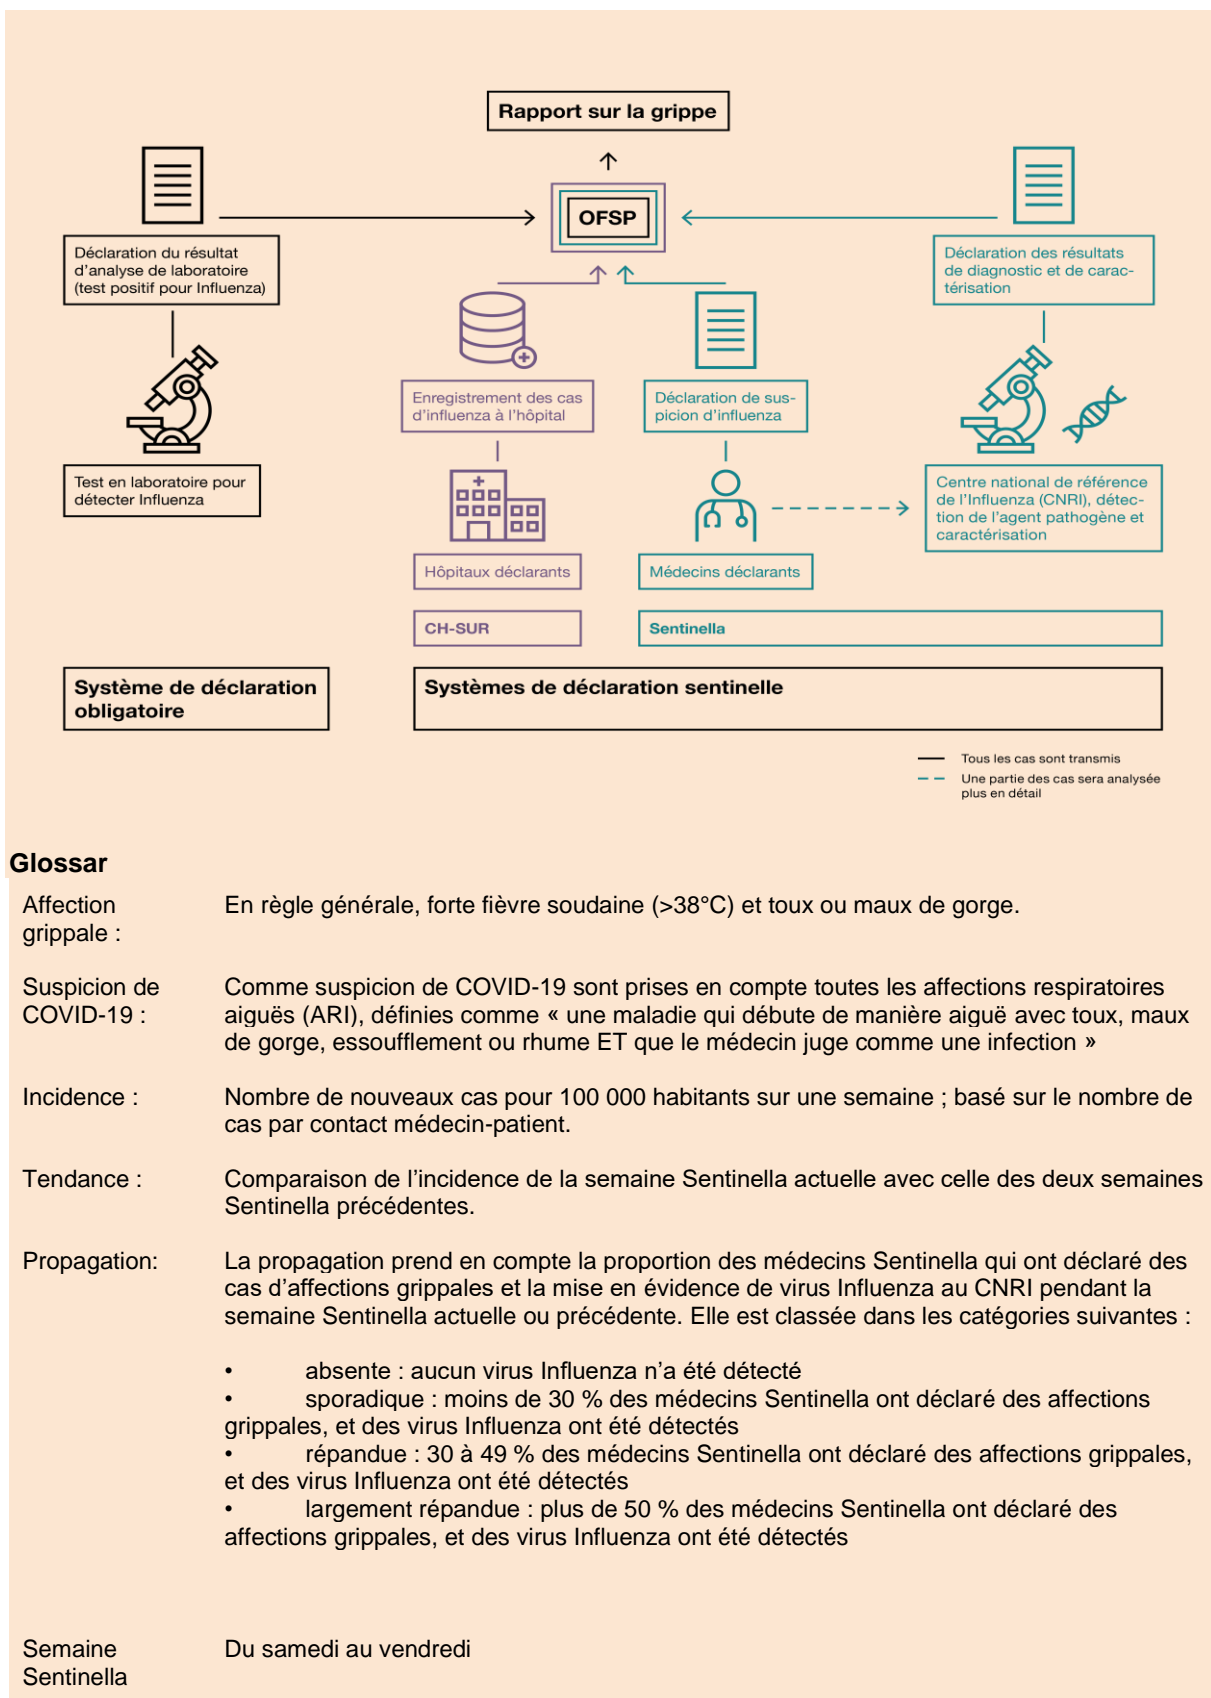 Rapport sur la grippe
OFSP
Déclaration du résultat
d'analyse de laboratoire
(test positif pour Influenza)
Déclaration des résultats
de diagnostic et de carac-
térisation
Enregistrement des cas
d'influenza à l'hôpital
Déclaration de sus-
picion d'influenza
Test en laboratoire pour
détecter Influenza
Centre national de référence
de l'Influenza (CNRI), détec-
tion de l'agent pathogène et
caractérisation
Hôpitaux déclarants
Médecins déclarants
CH-SUR
Sentinella
Système de déclaration
obligatoire
Systèmes de déclaration sentinelle
Tous les cas sont transmis
Une partie des cas sera analysée
plus en détail
Glossar
Affection
grippale :
En règle générale, forte fièvre soudaine (>38°C) et toux ou maux de gorge.
Suspicion de
COVID-19 :
Comme suspicion de COVID-19 sont prises en compte toutes les affections respiratoires
aiguës (ARI), définies comme « une maladie qui débute de manière aiguë avec toux, maux
de gorge, essoufflement ou rhume ET que le médecin juge comme une infection »
Incidence :
Nombre de nouveaux cas pour 100 000 habitants sur une semaine ; basé sur le nombre de
cas par contact médecin-patient.
Tendance :
Comparaison de l'incidence de la semaine Sentinella actuelle avec celle des deux semaines
Sentinella précédentes.
Propagation:
La propagation prend en compte la proportion des médecins Sentinella qui ont déclaré des
cas d'affections grippales et la mise en évidence de virus Influenza au CNRI pendant la
semaine Sentinella actuelle ou précédente. Elle est classée dans les catégories suivantes :
• absente : aucun virus Influenza n'a été détecté
• sporadique : moins de 30 % des médecins Sentinella ont déclaré des affections
grippales, et des virus Influenza ont été détectés
• répandue : 30 à 49 % des médecins Sentinella ont déclaré des affections grippales,
et des virus Influenza ont été détectés
• largement répandue : plus de 50 % des médecins Sentinella ont déclaré des
affections grippales, et des virus Influenza ont été détectés
Semaine
Sentinella
Du samedi au vendredi